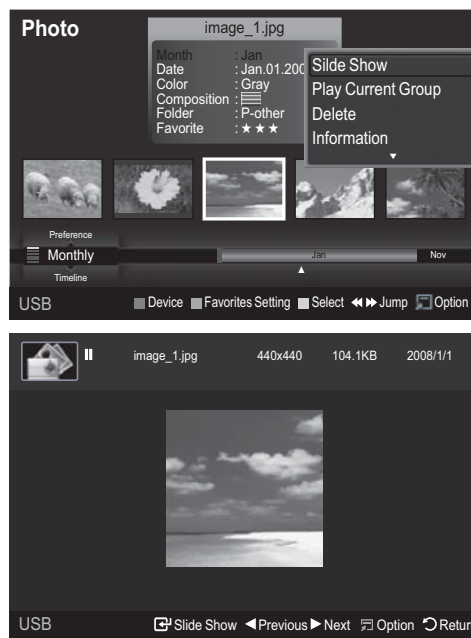 Photo
image_1.jpg
Month : Jan
Date : Jan.01.200
Color : Gray
Composition :
Folder : P-other
Favorite : ★ ★ ★
Silde Show
Play Current Group
Delete
Information
Preference
Monthly
Timeline
Jan
Nov
USB Device Favorites Setting Select Jump Option
image_1.jpg 440x440 104.1KB 2008/1/1
USB Slide Show Previous Next Option Retur